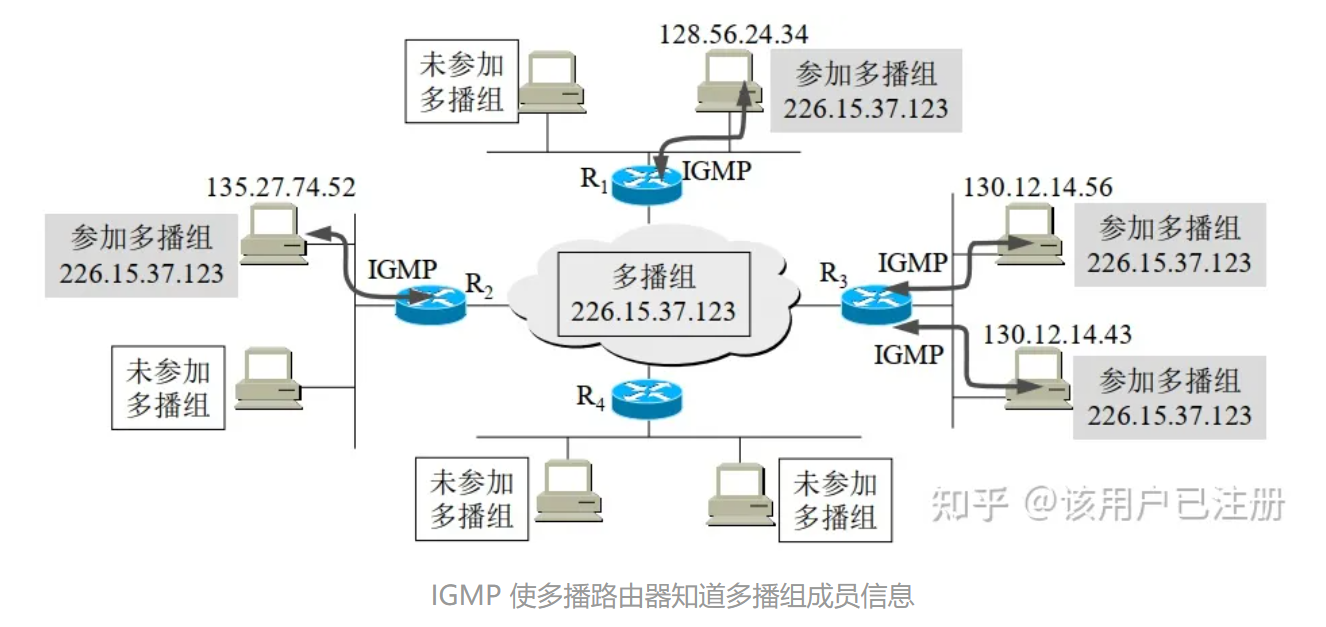 128.56.24.34
未参加
多播组
参加多播组
226.15.37.123
R1
IGMP
135.27.74.52
参加多播组
226.15.37.123
IGMP
R2
多播组
226.15.37.123
R3
IGMP
130.12.14.56
参加多播组
226.15.37.123
IGMP
130.12.14.43
参加多播组
226.15.37.123
未参加
多播组
R4
未参加
多播组
未参加
多播组
知乎 @该用户已注册
IGMP 使多播路由器知道多播组成员信息